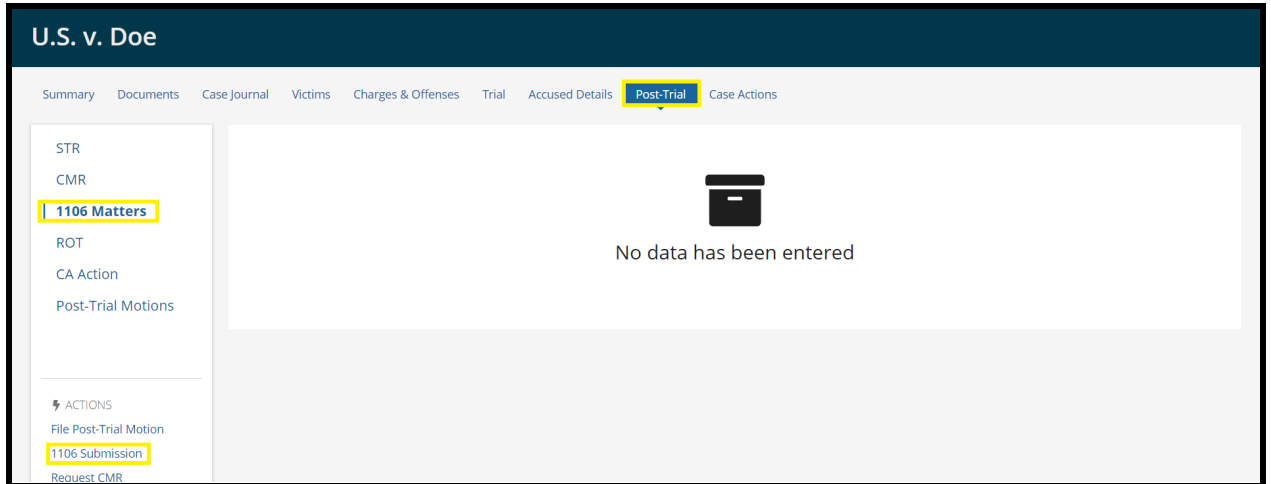 U.S. v. Doe
Summary Documents Case Journal Victims Charges & Offenses Trial Accused Details Post-Trial Case Actions
STR
CMR
1106 Matters
ROT
CA Action
Post-Trial Motions
No data has been entered
ACTIONS
File Post-Trial Motion
1106 Submission
Request CMR